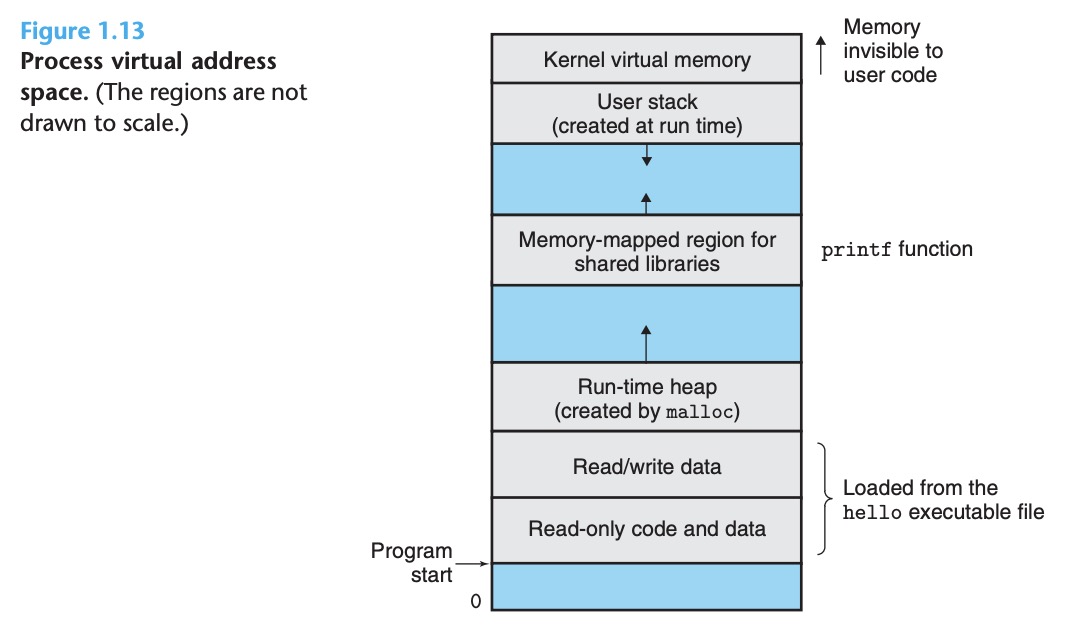 Figure 1.13
Process virtual address
space. (The regions are not
drawn to scale.)
Memory
invisible to
user code
Kernel virtual memory
User stack
(created at run time)
Memory-mapped region for
shared libraries
printf function
Run-time heap
(created by malloc)
Read/write data
Loaded from the
hello executable file
Read-only code and data
Program
start
0